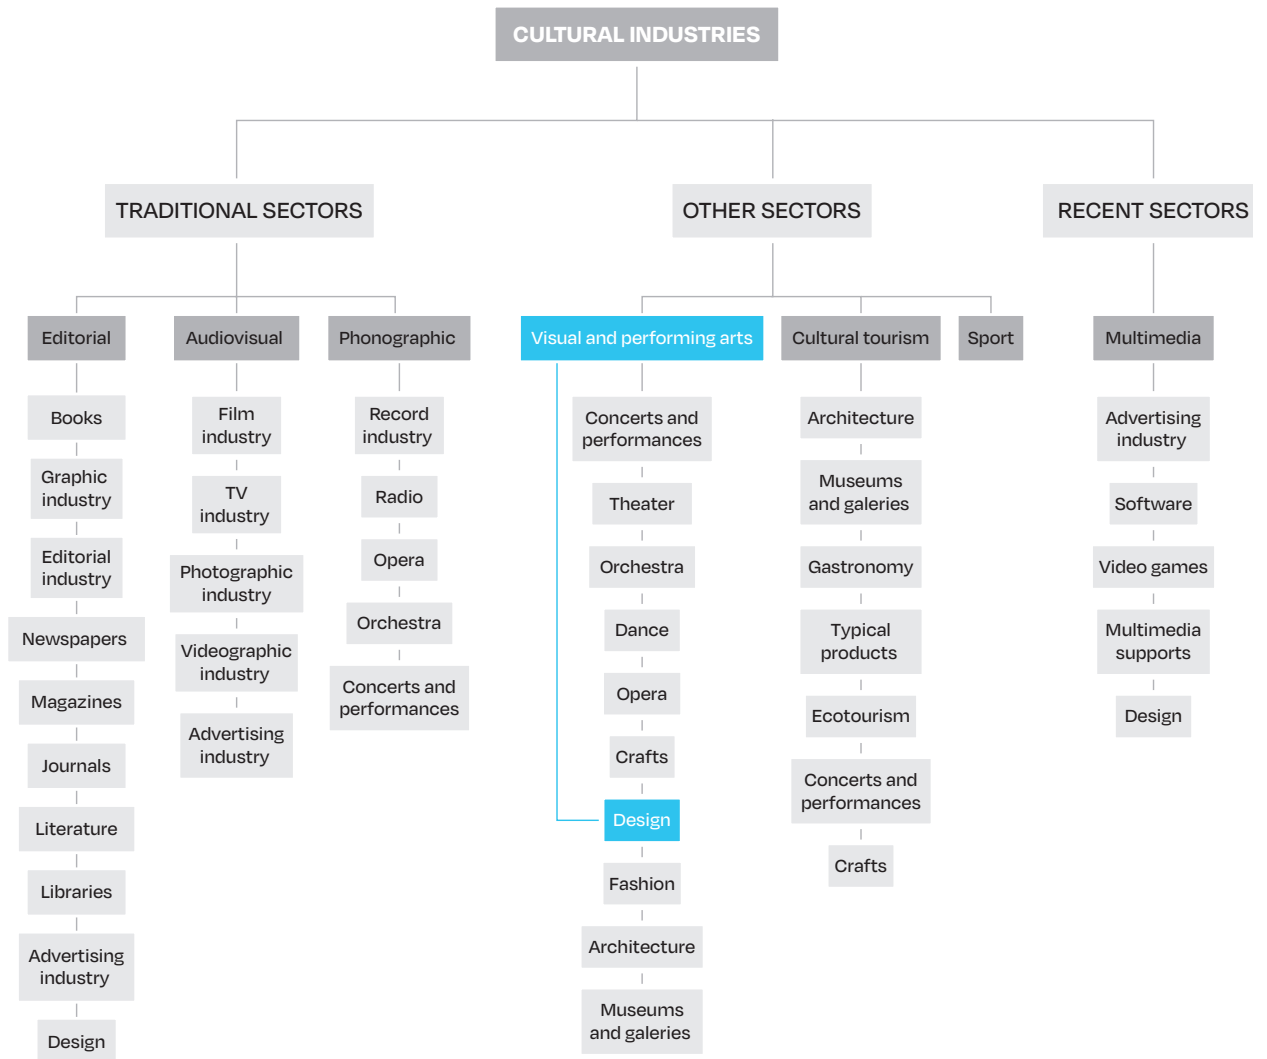 CULTURAL INDUSTRIES
TRADITIONAL SECTORS
OTHER SECTORS
RECENT SECTORS
Editorial
Books
Graphic
industry
Editorial
industry
Newspapers
Magazines
Journals
Literature
Libraries
Advertising
industry
Design
Audiovisual
Film
industry
TV
industry
Photographic
industry
Videographic
industry
Advertising
industry
Phonographic
Record
industry
Radio
Opera
Orchestra
Concerts and
performances
Visual and performing arts
Concerts and
performances
Theater
Orchestra
Dance
Opera
Crafts
Design
Fashion
Architecture
Museums
and galeries
Cultural tourism
Architecture
Museums
and galeries
Gastronomy
Typical
products
Ecotourism
Concerts and
performances
Crafts
Sport
Multimedia
Advertising
industry
Software
Video games
Multimedia
supports
Design